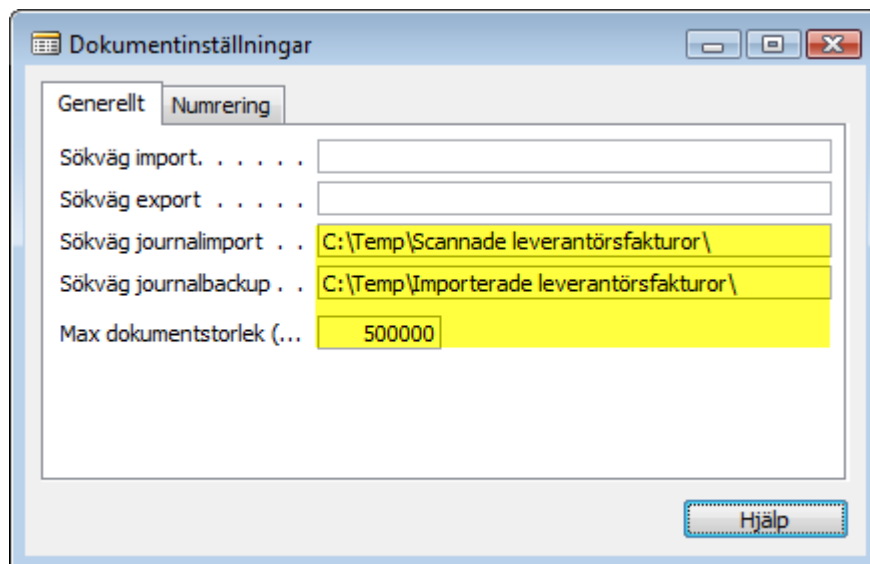 Dokumentinställningar
Generellt Numrering
Sökväg import. . . . . .
Sökväg export . . . . .
Sökväg journalimport . . C:\Temp\Scannade leverantörsfakturor\
Sökväg journalbackup . . C:\Temp\Importerade leverantörsfakturor\
Max dokumentstorlek (... 500000
Hjälp